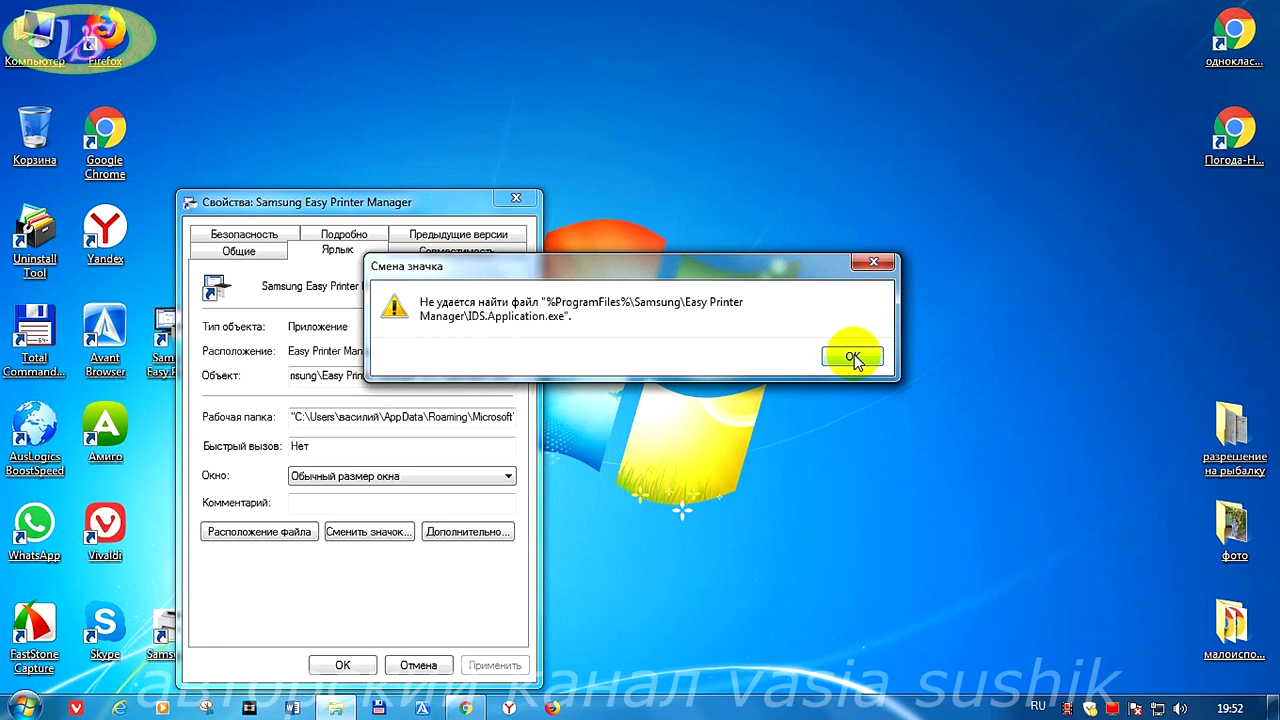 Компьютер
Firefox
Корзина
Google
Chrome
Uninstall
Tool
Yandex
Total
Command...
Avant
Browser
AusLogics
BoostSpeed
Амиго
WhatsApp
Vivaldi
FastStone
Capture
Skype
Свойства: Samsung Easy Printer Manager
Безопасность
Подробно
Предыдущие версии
Общие
Ярлык
Совместимость
Samsung Easy Printer
Тип объекта:
Приложение
Расположение:
Easy Printer Man
Объект:
nsung\Easy Prin
Рабочая папка:
"C:\Users\василий\AppData\Roaming\Microsoft\
Быстрый вызов:
Нет
Окно:
Обычный размер окна
Комментарий:
Расположение файла
Сменить значок...
Дополнительно...
OK
Отмена
Применить
Смена значка
Не удается найти файл "%ProgramFiles%\Samsung\Easy Printer
Manager\IDS.Application.exe".
OK
однокласс...
Погода-Н...
разрешение
на рыбалку
фото
малоиспо...
авторский канал vasia sushik
RU
19:52